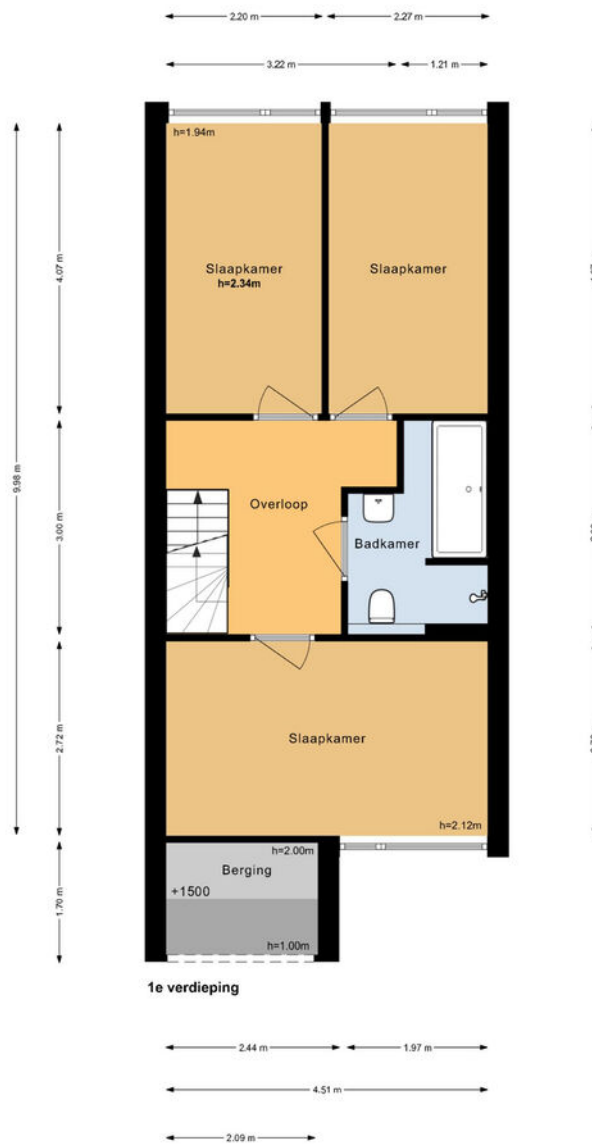 2.20 m 2.27 m
3.22 m 1.21 m
h=1.94m
4.07 m
Slaapkamer Slaapkamer
h=2.34m
9.98 m
3.00 m
Overloop
Badkamer
2.72 m
Slaapkamer
h=2.12m
h=2.00m
Berging
+1500
1.70 m
h=1.00m
1e verdieping
2.44 m 1.97 m
4.51 m
2.09 m